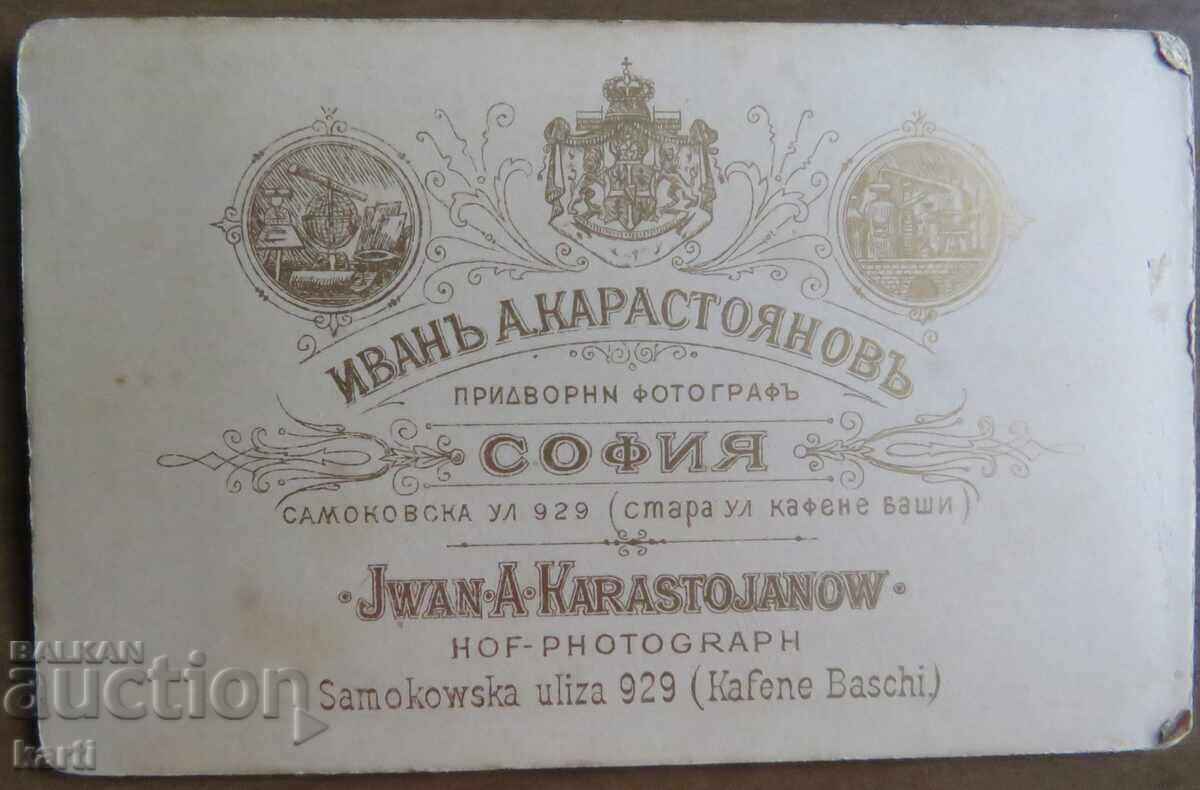 ИВАНЪ А. КАРАСТОЯНОВЪ
ПРИДВОРНИ ФОТОГРАФЪ
СОФИЯ
САМОКОВСКА УЛ 929 (стара ул кафене баши)
· JWAN · A · KARASTOJANOW ·
HOF-PHOTOGRAPH
Samokowska uliza 929 (Kafene Baschi,)
BALKAN
auction
karti